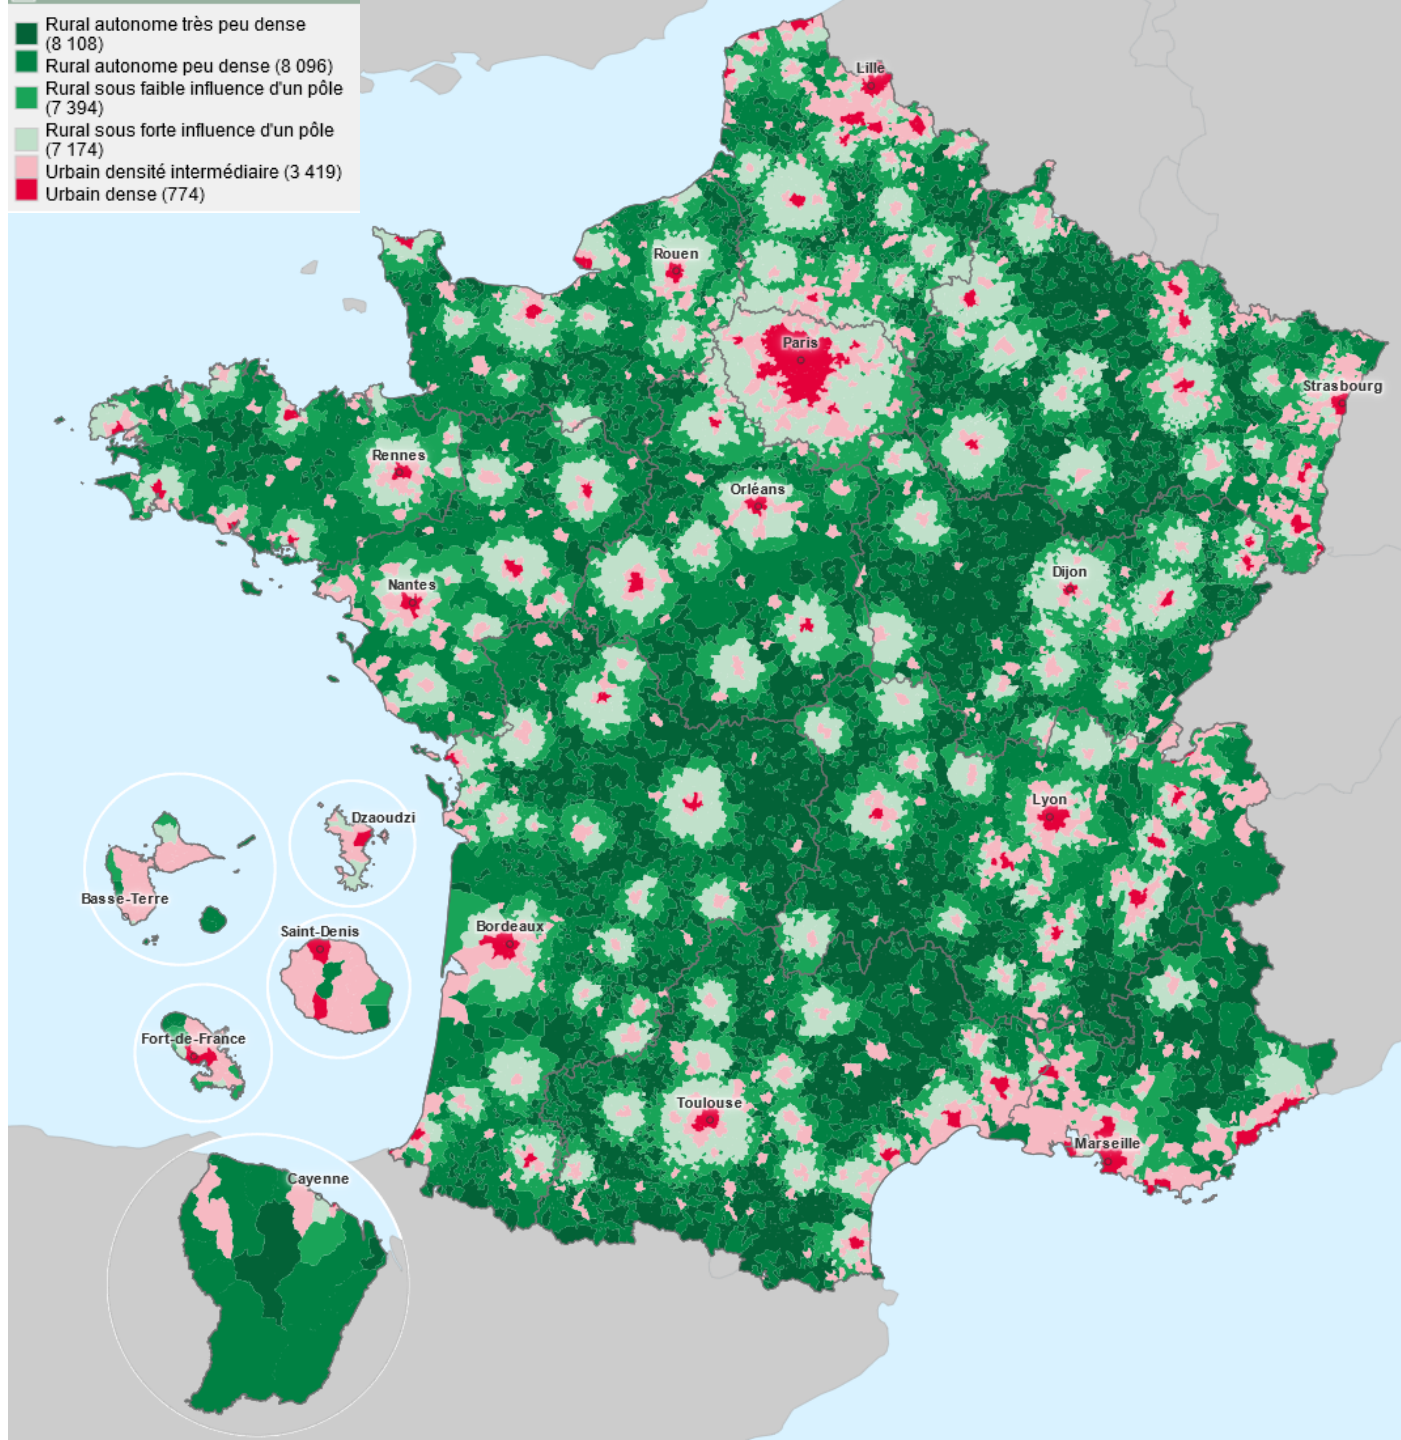 Rural autonome très peu dense
(8 108)
Rural autonome peu dense (8 096)
Rural sous faible influence d'un pôle
(7 394)
Rural sous forte influence d'un pôle
(7 174)
Urbain densité intermédiaire (3 419)
Urbain dense (774)
Lille
Rouen
Paris
Strasbourg
Rennes
Orléans
Dijon
Nantes
Lyon
Dzaoudzi
Basse-Terre
Saint-Denis
Bordeaux
Fort-de-France
Toulouse
Marseille
Cayenne